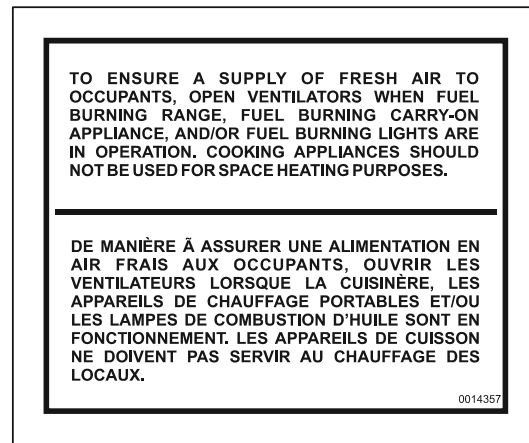 TO ENSURE A SUPPLY OF FRESH AIR TO
OCCUPANTS, OPEN VENTILATORS WHEN FUEL
BURNING RANGE, FUEL BURNING CARRY-ON
APPLIANCE, AND/OR FUEL BURNING LIGHTS ARE
IN OPERATION. COOKING APPLIANCES SHOULD
NOT BE USED FOR SPACE HEATING PURPOSES.
DE MANIÈRE Ã ASSURER UNE ALIMENTATION EN
AIR FRAIS AUX OCCUPANTS, OUVRIR LES
VENTILATEURS LORSQUE LA CUISINÈRE, LES
APPAREILS DE CHAUFFAGE PORTABLES ET/OU
LES LAMPES DE COMBUSTION D'HUILE SONT EN
FONCTIONNEMENT. LES APPAREILS DE CUISSON
NE DOIVENT PAS SERVIR AU CHAUFFAGE DES
LOCAUX.
0014357